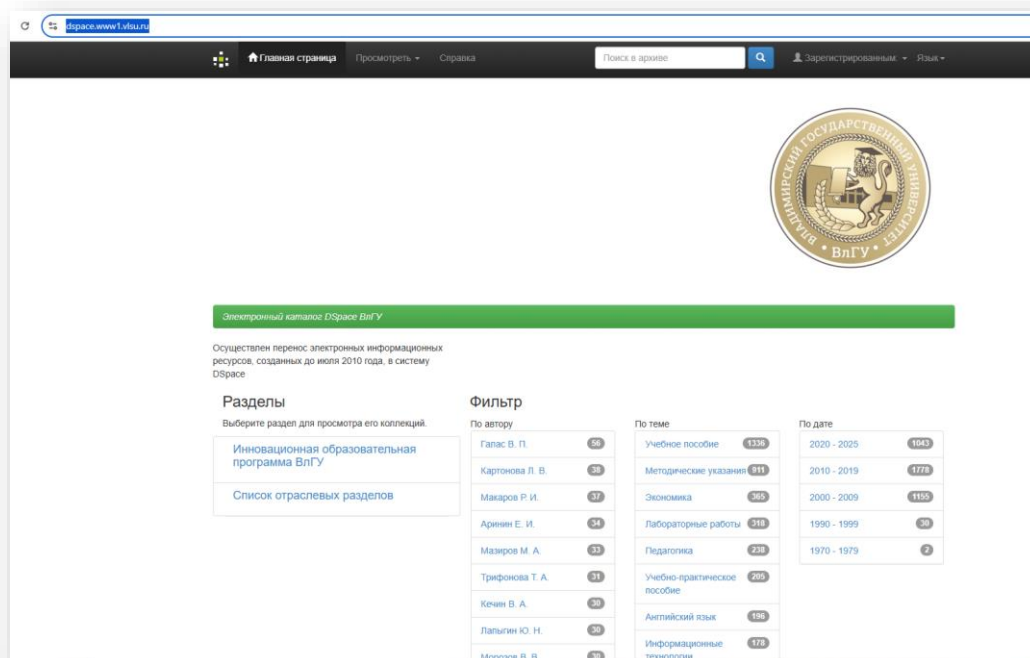 dspace.www1.vlsu.ru
Главная страница Просмотреть Справка Поиск в архиве Зарегистрированным: Язык
ВЛАДИМИРСКИЙ ГОСУДАРСТВЕННЫЙ УНИВЕРСИТЕТ
• ВлГУ •
Электронный каталог DSpace ВлГУ
Осуществлен перенос электронных информационных
ресурсов, созданных до июля 2010 года, в систему
DSpace
Разделы
Выберите раздел для просмотра его коллекций.
Инновационная образовательная
программа ВлГУ
Список отраслевых разделов
Фильтр
По автору
Галас В. П. 56
Картонова Л. В. 38
Макаров Р. И. 37
Аринин Е. И. 34
Мазиров М. А. 33
Трифонова Т. А. 31
Кечин В. А. 30
Лапыгин Ю. Н. 30
Морозов В. В. 30
По теме
Учебное пособие 1336
Методические указания 911
Экономика 365
Лабораторные работы 318
Педагогика 238
Учебно-практическое 205
пособие
Английский язык 196
Информационные 178
технологии
По дате
2020 - 2025 1043
2010 - 2019 1778
2000 - 2009 1155
1990 - 1999 30
1970 - 1979 2